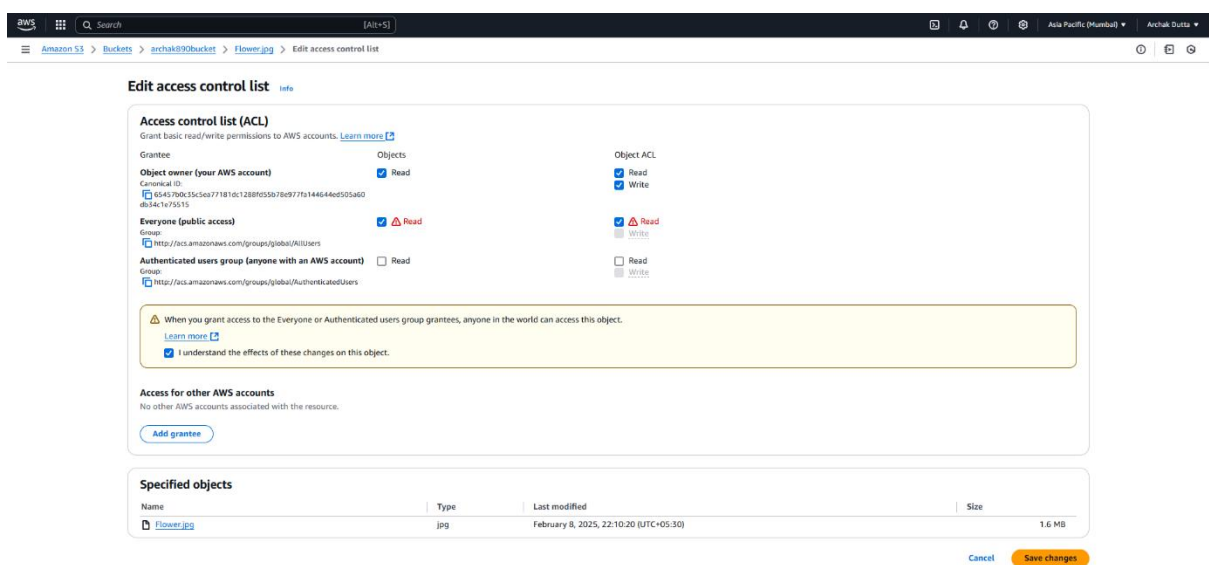 aws Search [Alt+S] Asia Pacific (Mumbai) Archak Dutta
Amazon S3 > Buckets > archak890bucket > Flower.jpg > Edit access control list
Edit access control list Info
Access control list (ACL)
Grant basic read/write permissions to AWS accounts. Learn more
Grantee Objects Object ACL
Object owner (your AWS account) Read Read
Canonical ID: Write
65457b0c35c5ea77181dc1288fd55b78e977fa144644ed505a60
db34c1e75515
Everyone (public access) Read Read
Group: Write
http://acs.amazonaws.com/groups/global/AllUsers
Authenticated users group (anyone with an AWS account) Read Read
Group: Write
http://acs.amazonaws.com/groups/global/AuthenticatedUsers
When you grant access to the Everyone or Authenticated users group grantees, anyone in the world can access this object.
Learn more
I understand the effects of these changes on this object.
Access for other AWS accounts
No other AWS accounts associated with the resource.
Add grantee
Specified objects
Name Type Last modified Size
Flower.jpg jpg February 8, 2025, 22:10:20 (UTC+05:30) 1.6 MB
Cancel Save changes